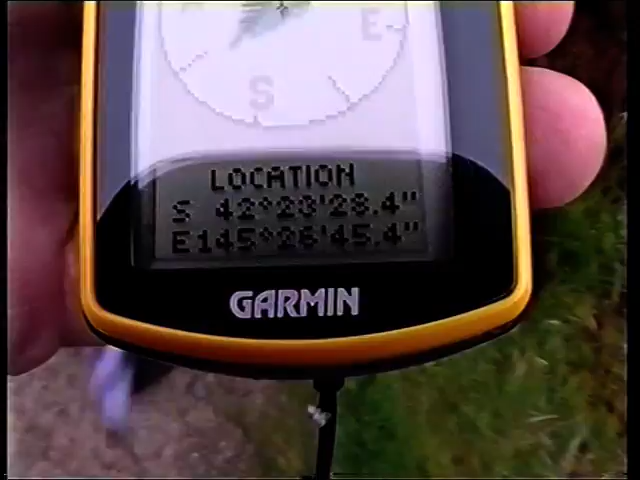 E
S
LOCATION
S 42°23'28.4"
E145°26'45.4"
GARMIN